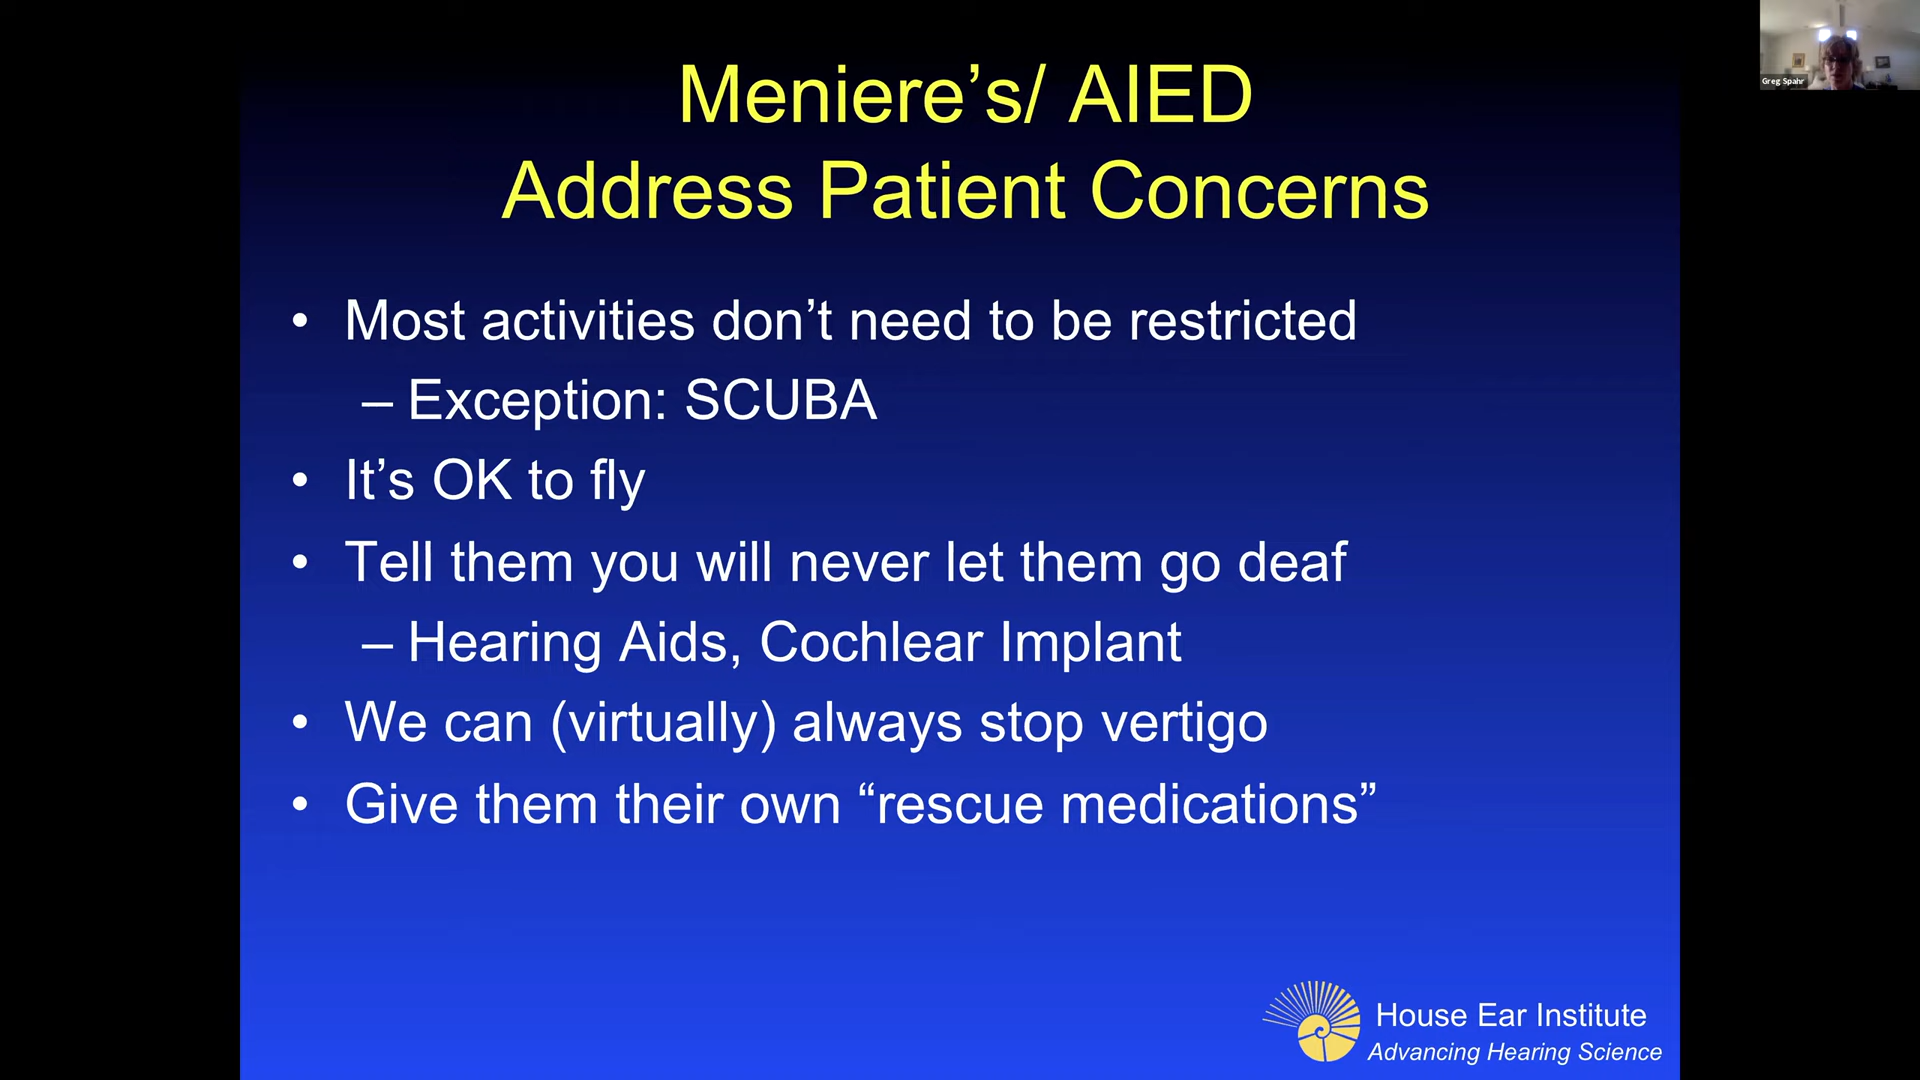 Meniere’s/ AIED
Address Patient Concerns
• Most activities don’t need to be restricted
– Exception: SCUBA
• It’s OK to fly
• Tell them you will never let them go deaf
– Hearing Aids, Cochlear Implant
• We can (virtually) always stop vertigo
• Give them their own “rescue medications”
House Ear Institute
Advancing Hearing Science
Greg Spahr